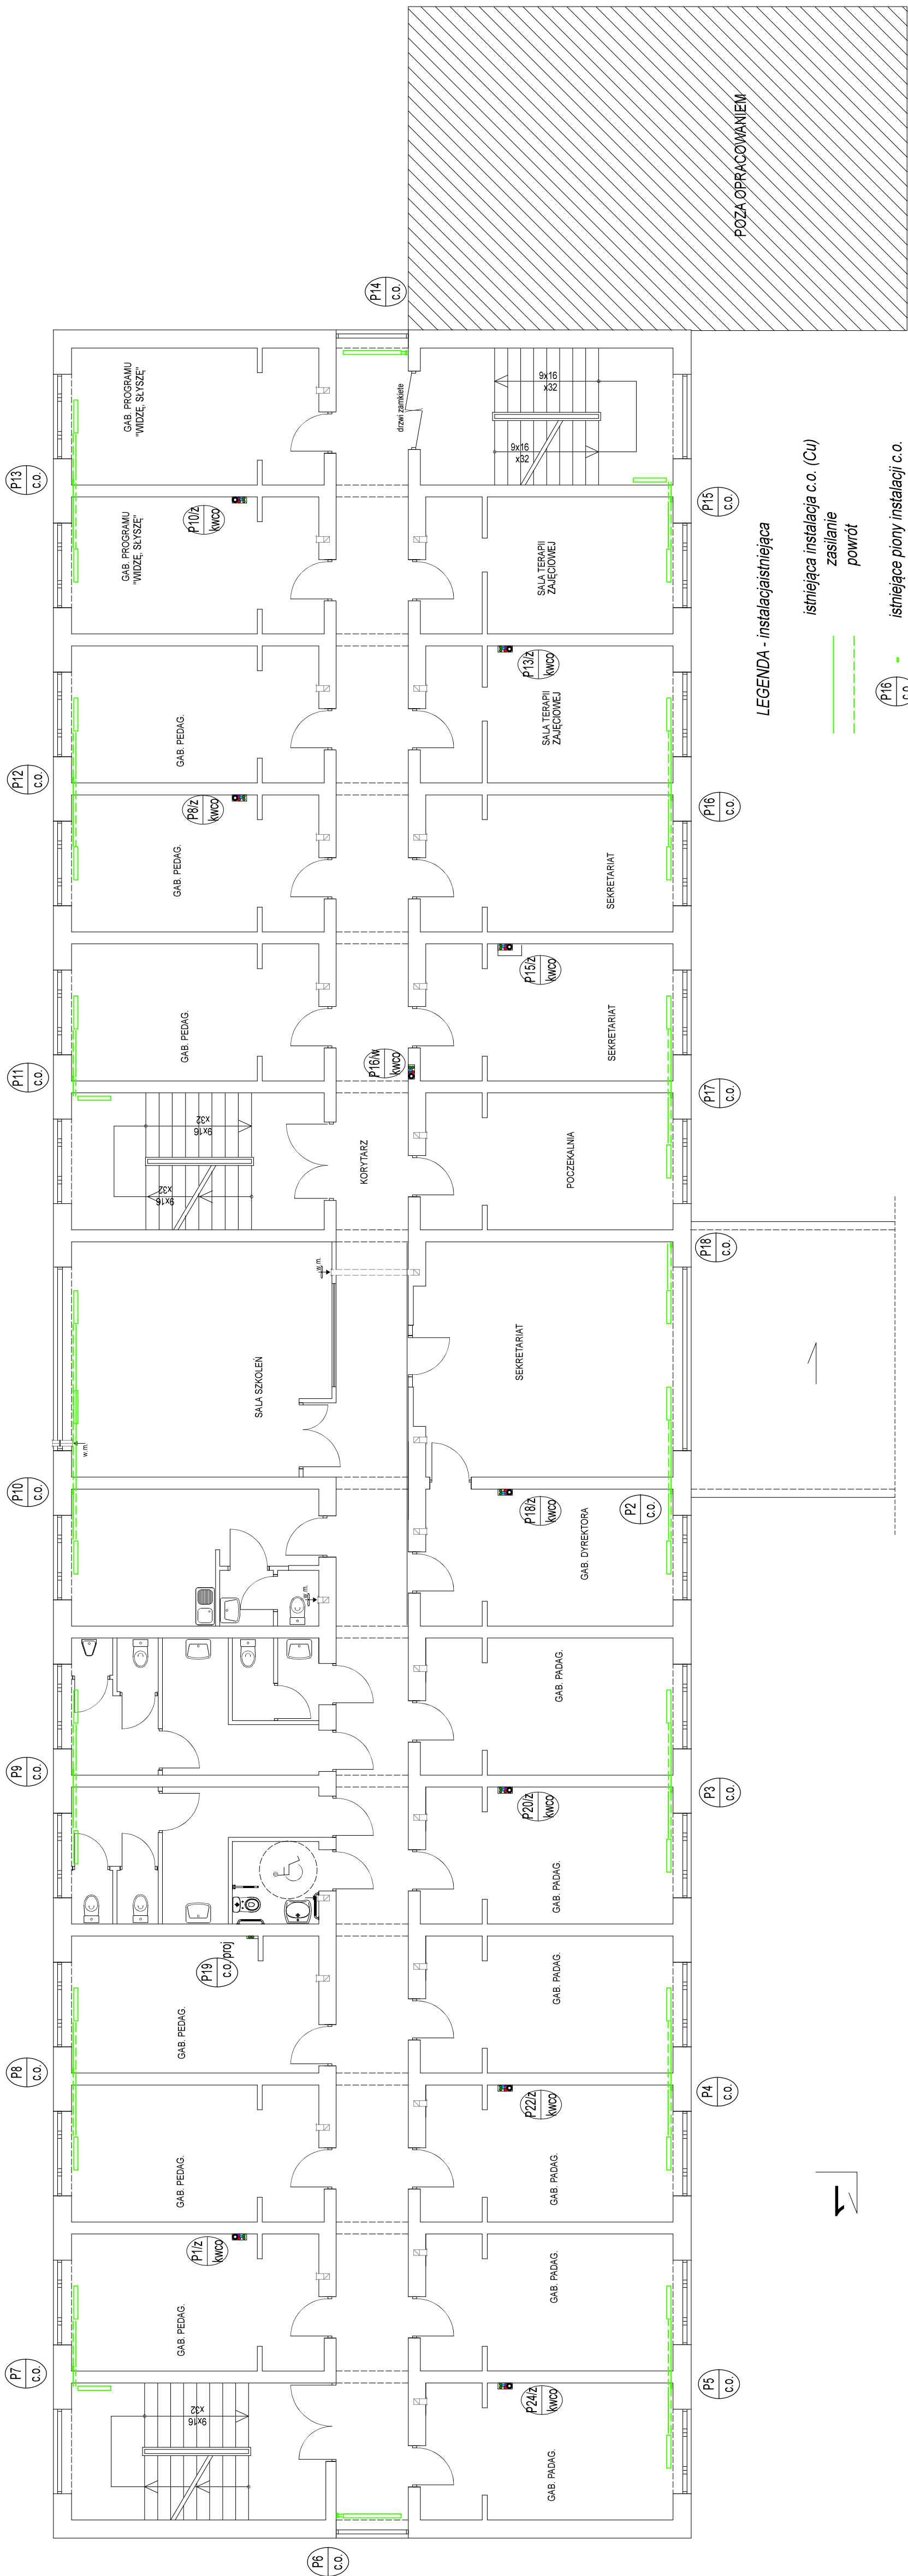 POZA OPRACOWANIEM
P14
c.o.
GAB. PROGRAMU
"WIDZĘ, SŁYSZĘ"
drzwi zamkiete
9x16
x32
9x16
x32
P13
c.o.
GAB. PROGRAMU
"WIDZĘ, SŁYSZĘ"
P10/z
kwco
SALA TERAPII
ZAJĘCIOWEJ
P15
c.o.
P12
c.o.
GAB. PEDAG.
P13/z
kwco
SALA TERAPII
ZAJĘCIOWEJ
P8/z
kwco
GAB. PEDAG.
SEKRETARIAT
P16
c.o.
GAB. PEDAG.
P15/z
kwco
SEKRETARIAT
P11
c.o.
P16/w
kwco
P17
c.o.
9x16
x32
9x16
x32
KORYTARZ
POCZEKALNIA
P18
c.o.
w.m.
SALA SZKOLEŃ
SEKRETARIAT
w.m.
P10
c.o.
P18/z
kwco
GAB. DYREKTORA
P2
c.o.
w.m.
GAB. PADAG.
P9
c.o.
P20/z
kwco
GAB. PADAG.
P3
c.o.
P19
c.o./proj
GAB. PEDAG.
GAB. PADAG.
P8
c.o.
P22/z
kwco
P4
c.o.
GAB. PEDAG.
GAB. PADAG.
P1/z
kwco
GAB. PEDAG.
GAB. PADAG.
P7
c.o.
P24/z
kwco
P5
c.o.
9x16
x32
GAB. PADAG.
P6
c.o.
LEGENDA - instalacjaistniejąca
istniejąca instalacja c.o. (Cu)
zasilanie
powrót
P16
c.o.
istniejące piony instalacji c.o.
1